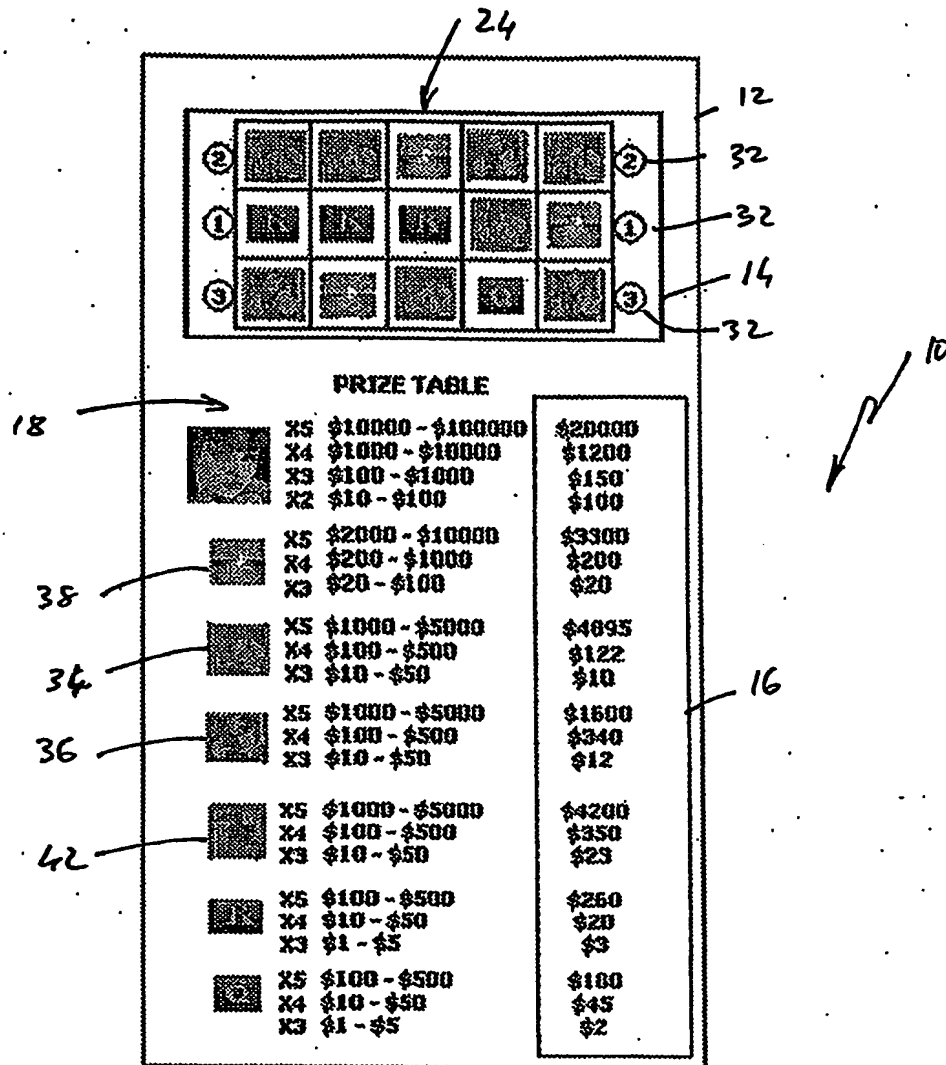 24
12
2 2 32
1 1 32
14
3 3
32
10
PRIZE TABLE
18
X5 $10000-$100000 $20000
X4 $1000-$10000 $1200
X3 $100-$1000 $150
X2 $10-$100 $100
X5 $2000-$10000 $3300
X4 $200-$1000 $200
X3 $20-$100 $20
38
X5 $1000-$5000 $4095
X4 $100-$500 $122
X3 $10-$50 $10
34
16
X5 $1000-$5000 $1600
X4 $100-$500 $340
X3 $10-$50 $12
36
X5 $1000-$5000 $4200
X4 $100-$500 $350
X3 $10-$50 $23
42
X5 $100-$500 $260
X4 $10-$50 $20
X3 $1-$5 $3
X5 $100-$500 $180
X4 $10-$50 $45
X3 $1-$5 $2